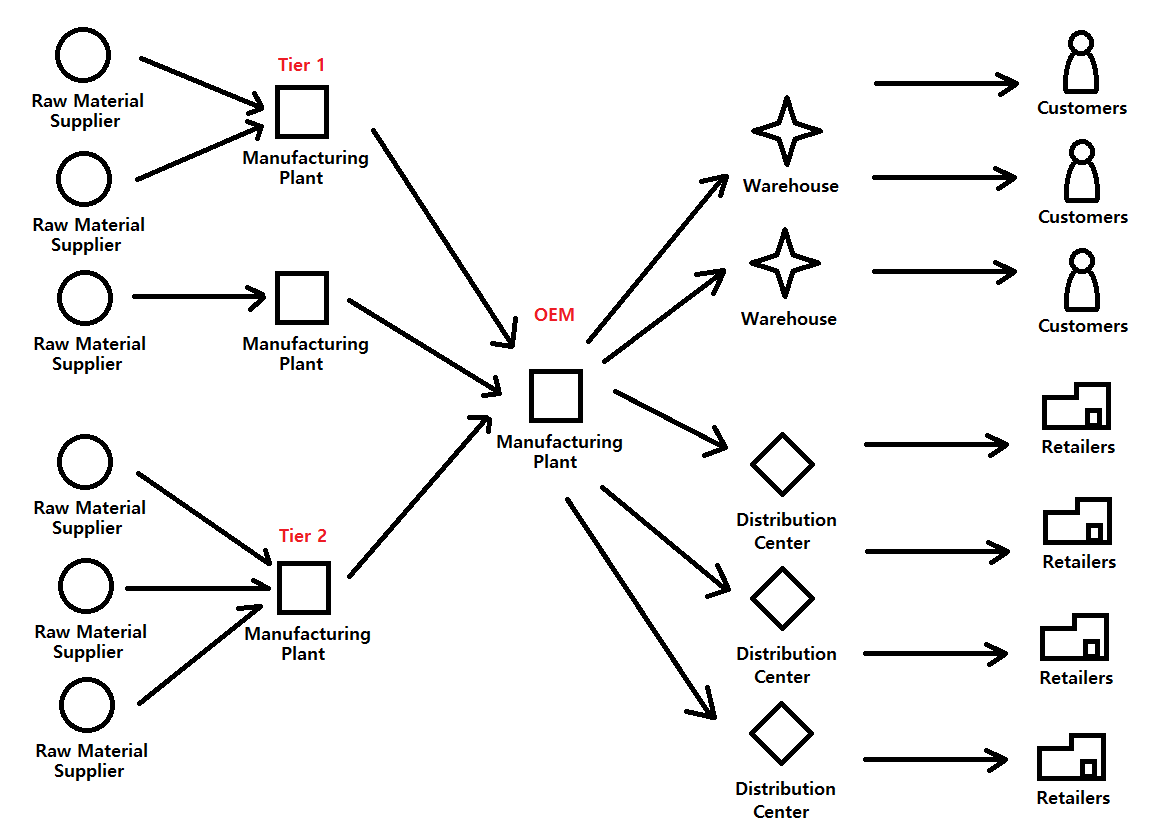 Raw Material
Supplier
Raw Material
Supplier
Raw Material
Supplier
Raw Material
Supplier
Raw Material
Supplier
Raw Material
Supplier
Tier 1
Manufacturing
Plant
Manufacturing
Plant
Tier 2
Manufacturing
Plant
OEM
Manufacturing
Plant
Warehouse
Warehouse
Distribution
Center
Distribution
Center
Distribution
Center
Customers
Customers
Customers
Retailers
Retailers
Retailers
Retailers